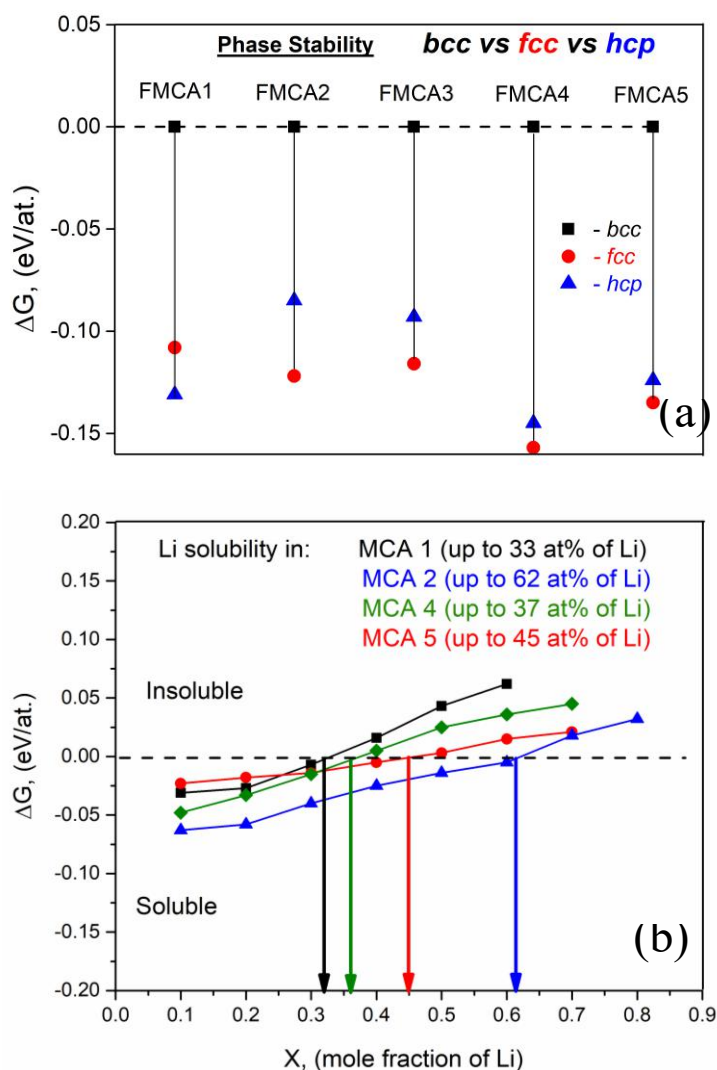 Phase Stability bcc vs fcc vs hcp
FMCA1 FMCA2 FMCA3 FMCA4 FMCA5
0.05
0.00
-0.05
-0.10
-0.15
ΔG, (eV/at.)
- bcc
- fcc
- hcp
(a)
Li solubility in: MCA 1 (up to 33 at% of Li)
MCA 2 (up to 62 at% of Li)
MCA 4 (up to 37 at% of Li)
MCA 5 (up to 45 at% of Li)
Insoluble
Soluble
0.20
0.15
0.10
0.05
0.00
-0.05
-0.10
-0.15
-0.20
ΔG, (eV/at.)
(b)
0.0 0.1 0.2 0.3 0.4 0.5 0.6 0.7 0.8 0.9
X, (mole fraction of Li)